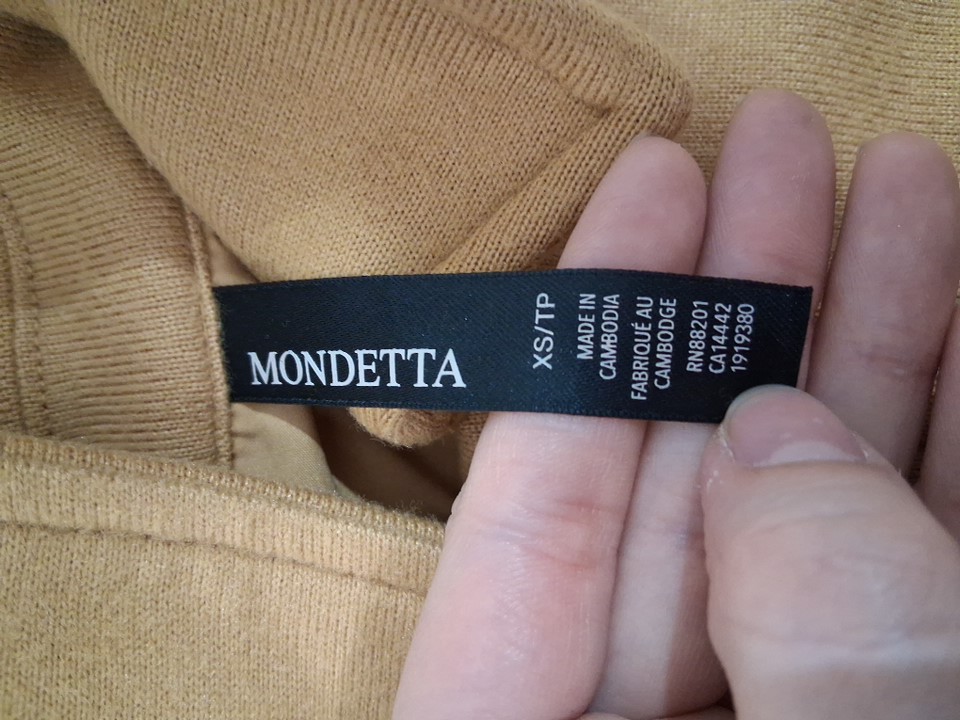 MONDETTA
XS/TP
MADE IN
CAMBODIA
FABRIQUÉ AU
CAMBODGE
RN88201
CA14442
1919380